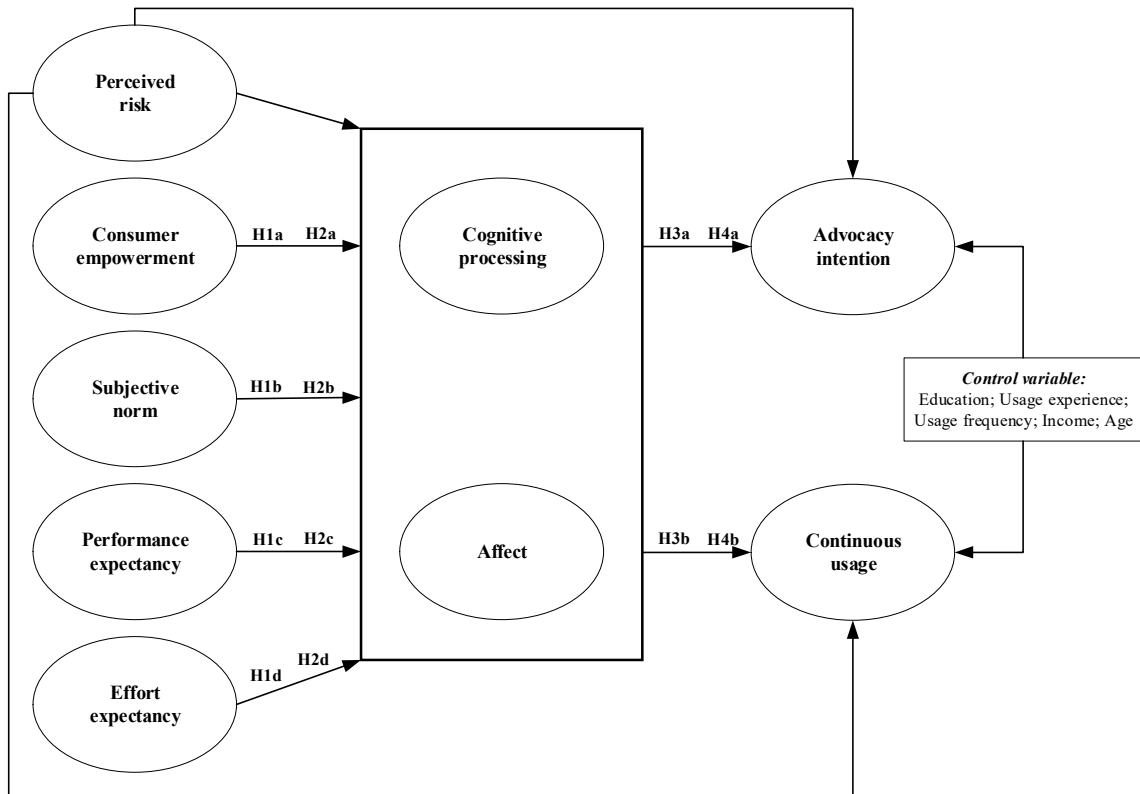 Perceived
risk
Consumer
empowerment
H1a H2a
Cognitive
processing
H3a H4a
Advocacy
intention
Subjective
norm
H1b H2b
Control variable:
Education; Usage experience;
Usage frequency; Income; Age
Performance
expectancy
H1c H2c
Affect
H3b H4b
Continuous
usage
Effort
expectancy
H1d H2d